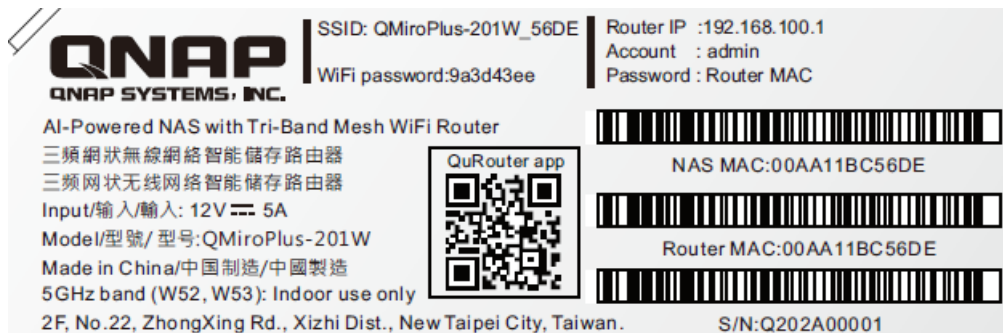 QNAP
QNAP SYSTEMS, INC.
SSID: QMiroPlus-201W_56DE
WiFi password:9a3d43ee
Router IP :192.168.100.1
Account : admin
Password : Router MAC
AI-Powered NAS with Tri-Band Mesh WiFi Router
三頻網狀無線網絡智能儲存路由器
三频网状无线网络智能储存路由器
Input/输入/輸入: 12V 5A
Model/型號/ 型号:QMiroPlus-201W
Made in China/中国制造/中國製造
5GHz band (W52, W53): Indoor use only
2F, No.22, ZhongXing Rd., Xizhi Dist., New Taipei City, Taiwan.
QuRouter app
NAS MAC:00AA11BC56DE
Router MAC:00AA11BC56DE
S/N:Q202A00001